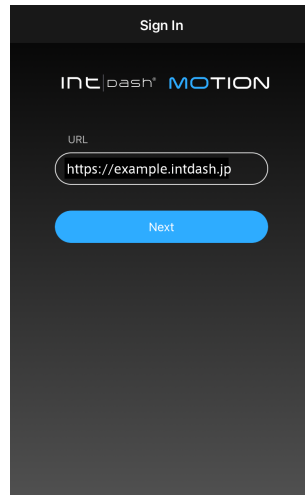 Sign In
intdash® MOTION
URL
https://example.intdash.jp
Next